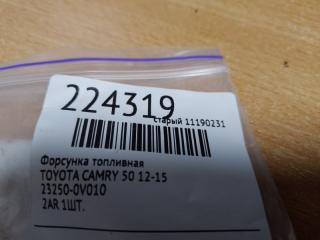 224319
старый 11190231
Форсунка топливная
TOYOTA CAMRY 50 12-15
23250-0V010
2AR 1ШТ.